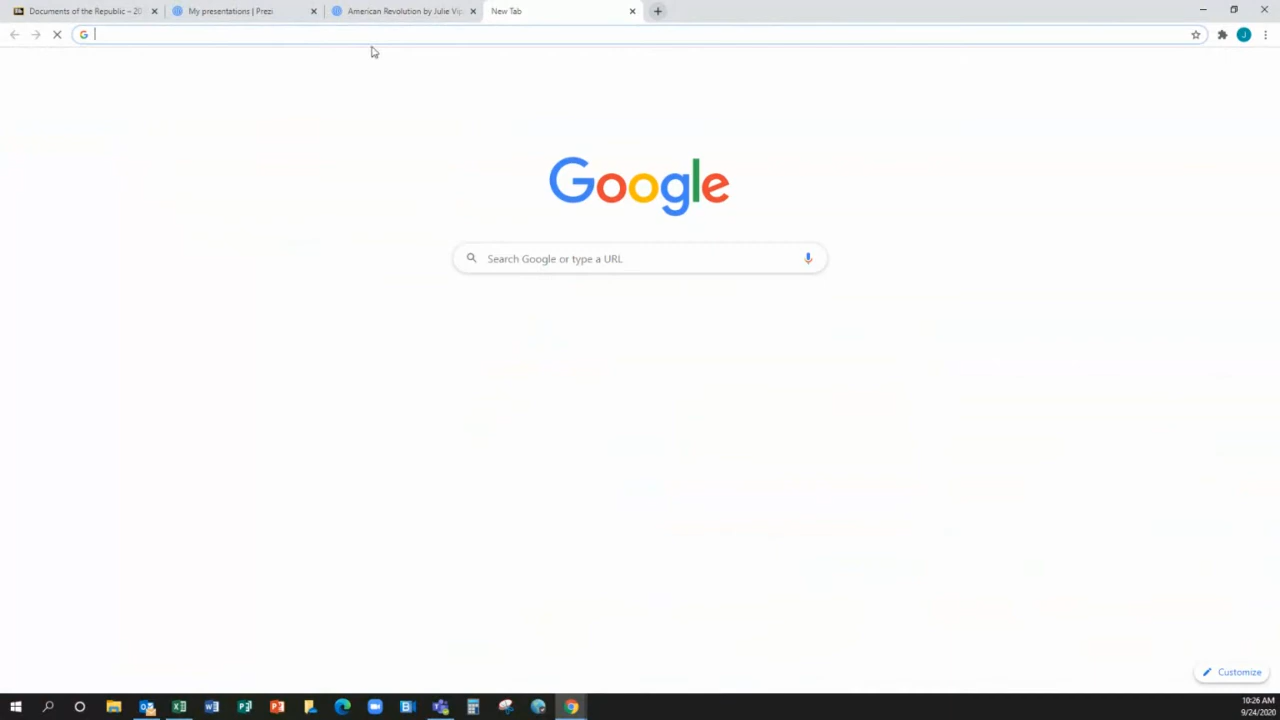 Documents of the Republic – 20
My presentations | Prezi
American Revolution by Julie Vig
New Tab
J
Google
Search Google or type a URL
Customize
10:26 AM
9/24/2020